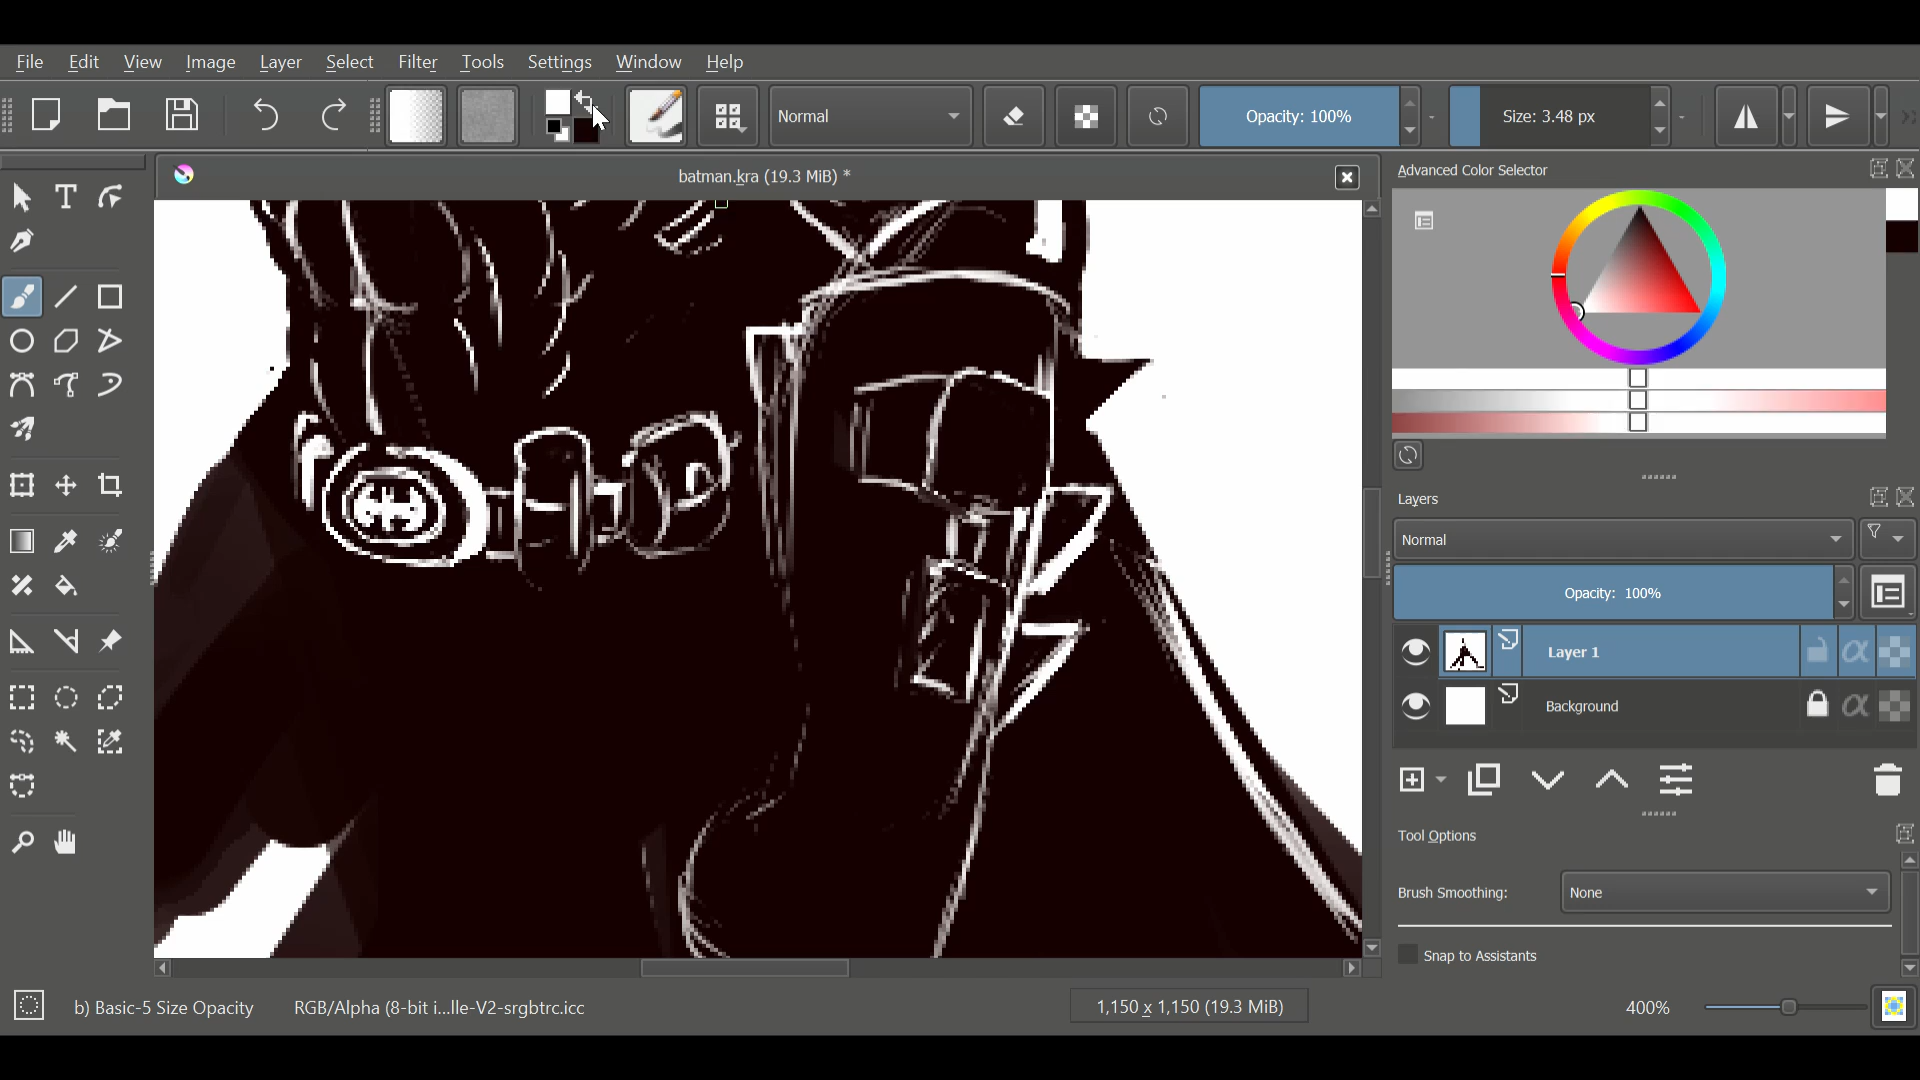 File Edit View Image Layer Select Filter Tools Settings Window Help
Normal
Opacity: 100%
Size: 3.48 px
batman.kra (19.3 MiB) *
Advanced Color Selector
Layers
Normal
Opacity: 100%
Layer 1
Background
Tool Options
Brush Smoothing: None
Snap to Assistants
b) Basic-5 Size Opacity RGB/Alpha (8-bit i...lle-V2-srgbtrc.icc 1,150 x 1,150 (19.3 MiB) 400%